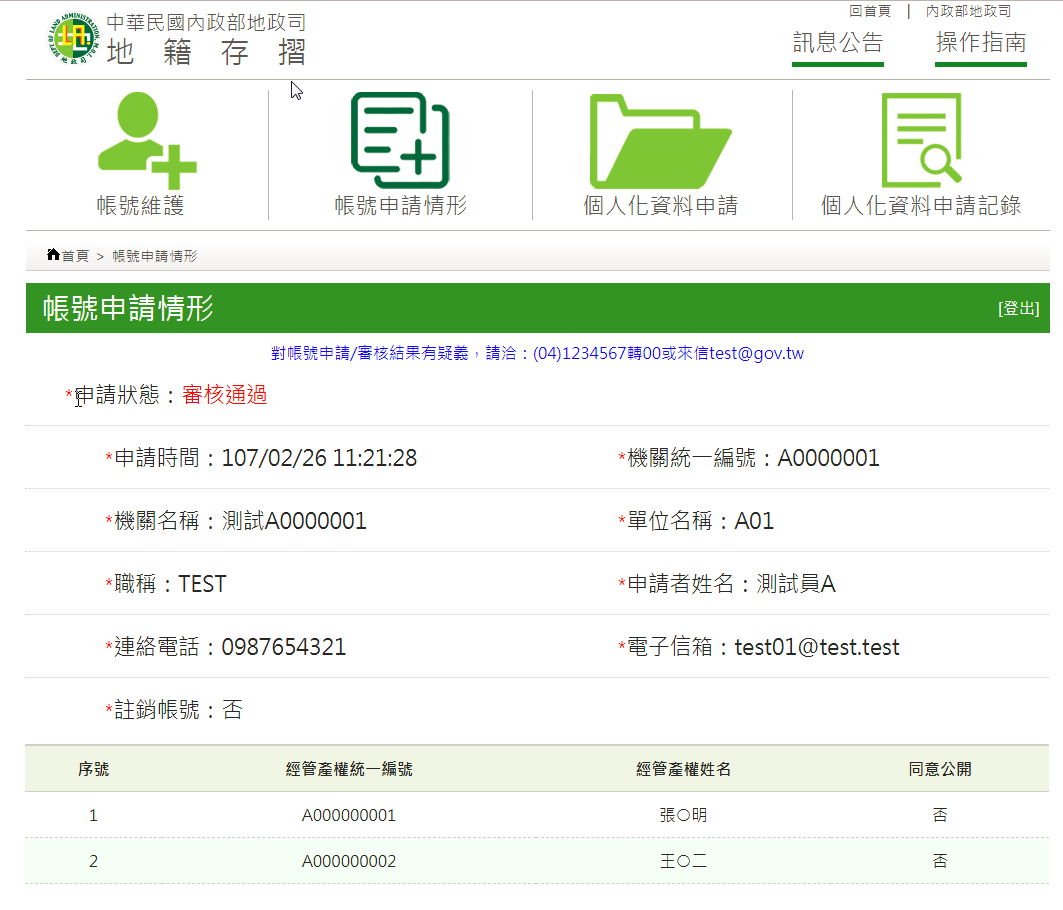 回首頁 | 內政部地政司
中華民國內政部地政司
地籍存摺
訊息公告 操作指南
帳號維護 帳號申請情形 個人化資料申請 個人化資料申請記錄
首頁 > 帳號申請情形
帳號申請情形 [登出]
對帳號申請/審核結果有疑義，請洽：(04)1234567轉00或來信test@gov.tw
*申請狀態：審核通過
*申請時間：107/02/26 11:21:28 *機關統一編號：A0000001
*機關名稱：測試A0000001 *單位名稱：A01
*職稱：TEST *申請者姓名：測試員A
*連絡電話：0987654321 *電子信箱：test01@test.test
*註銷帳號：否
序號 經管產權統一編號 經管產權姓名 同意公開
1 A000000001 張○明 否
2 A000000002 王○二 否